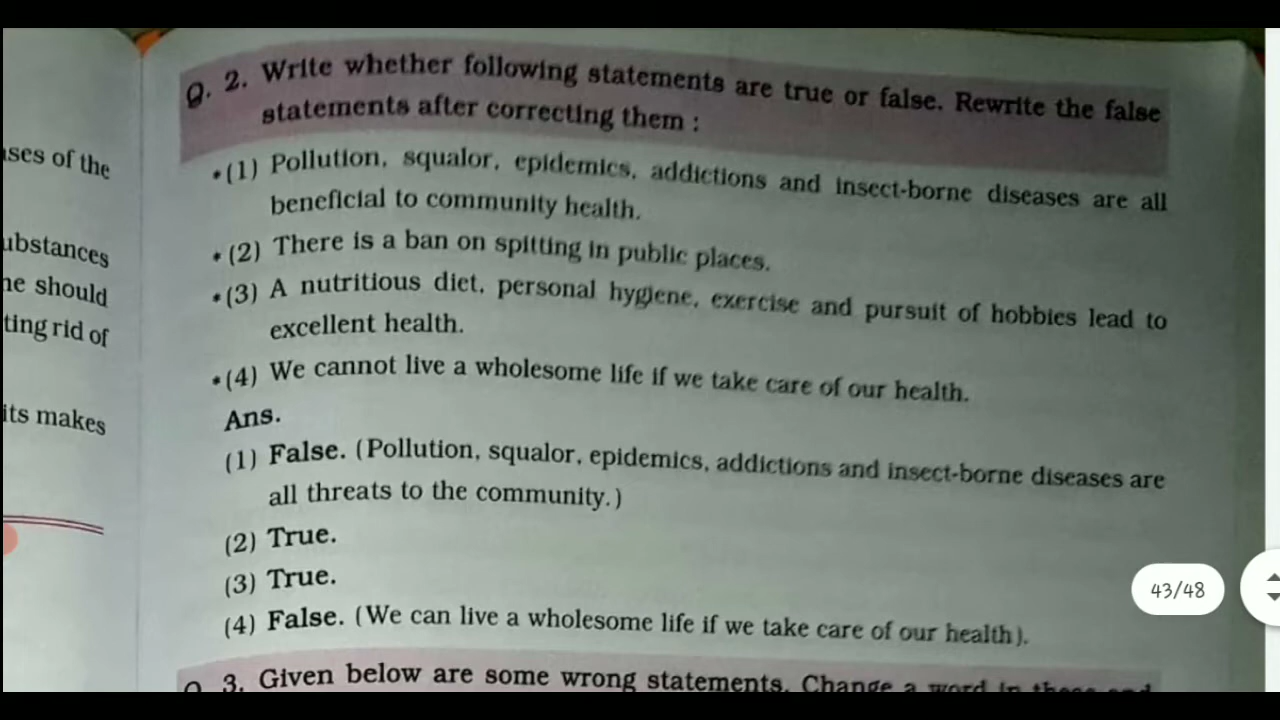 ses of the
ubstances
ne should
ting rid of
its makes
Q. 2. Write whether following statements are true or false. Rewrite the false
statements after correcting them :
*(1) Pollution, squalor, epidemics, addictions and insect-borne diseases are all
beneficial to community health.
*(2) There is a ban on spitting in public places.
*(3) A nutritious diet, personal hygiene, exercise and pursuit of hobbies lead to
excellent health.
*(4) We cannot live a wholesome life if we take care of our health.
Ans.
(1) False. (Pollution, squalor, epidemics, addictions and insect-borne diseases are
all threats to the community.)
(2) True.
(3) True.
(4) False. (We can live a wholesome life if we take care of our health).
Q. 3. Given below are some wrong statements. Change a word in these and
43/48